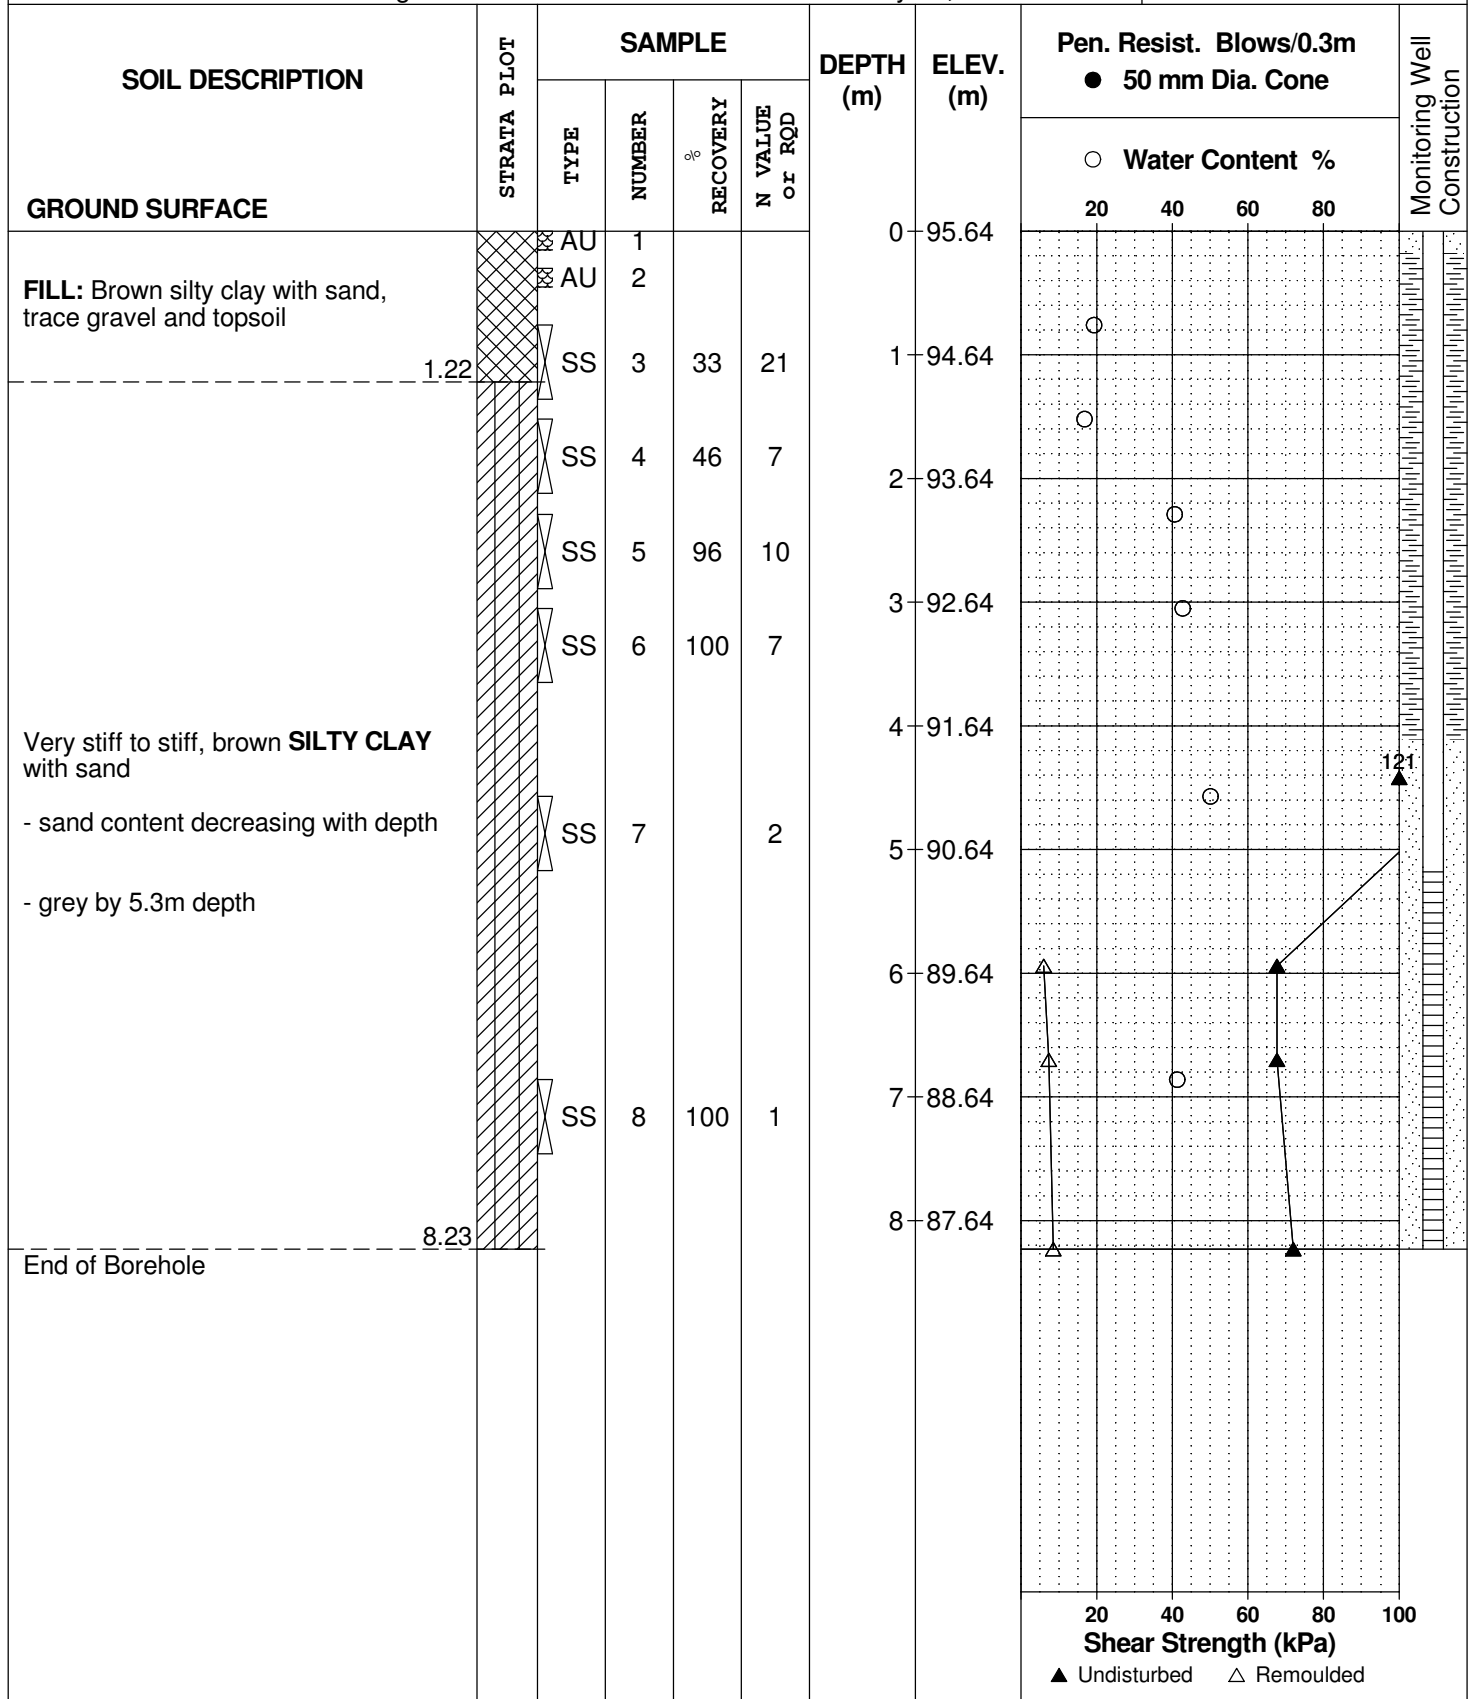 SOIL DESCRIPTION
GROUND SURFACE
STRATA PLOT
SAMPLE
TYPE
NUMBER
%
RECOVERY
N VALUE
or RQD
DEPTH
(m)
ELEV.
(m)
Pen. Resist. Blows/0.3m
● 50 mm Dia. Cone
○ Water Content %
20 40 60 80
Monitoring Well
Construction
0 95.64
AU 1
AU 2
FILL: Brown silty clay with sand,
trace gravel and topsoil
1 94.64
SS 3 33 21
1.22
SS 4 46 7
2 93.64
SS 5 96 10
3 92.64
SS 6 100 7
4 91.64
Very stiff to stiff, brown SILTY CLAY
with sand
121
- sand content decreasing with depth
SS 7 2
5 90.64
- grey by 5.3m depth
6 89.64
7 88.64
SS 8 100 1
8 87.64
8.23
End of Borehole
20 40 60 80 100
Shear Strength (kPa)
▲ Undisturbed △ Remoulded